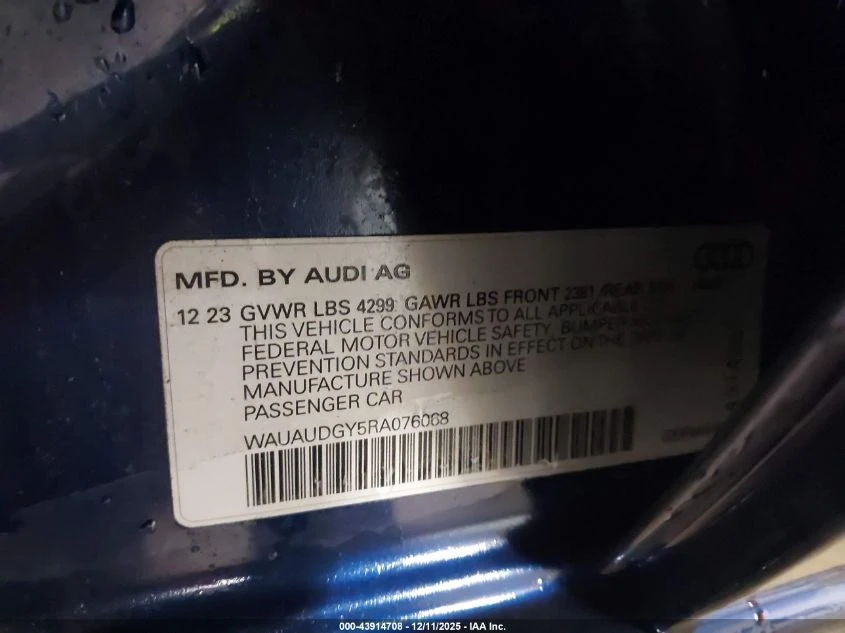 MFD. BY AUDI AG
12 23 GVWR LBS 4299 GAWR LBS FRONT 2381 /REAR
THIS VEHICLE CONFORMS TO ALL APPLICABLE
FEDERAL MOTOR VEHICLE SAFETY, BUMPER
PREVENTION STANDARDS IN EFFECT ON THE
MANUFACTURE SHOWN ABOVE
PASSENGER CAR
WAUAUDGY5RA076068
000-43914708 - 12/11/2025 - IAA Inc.